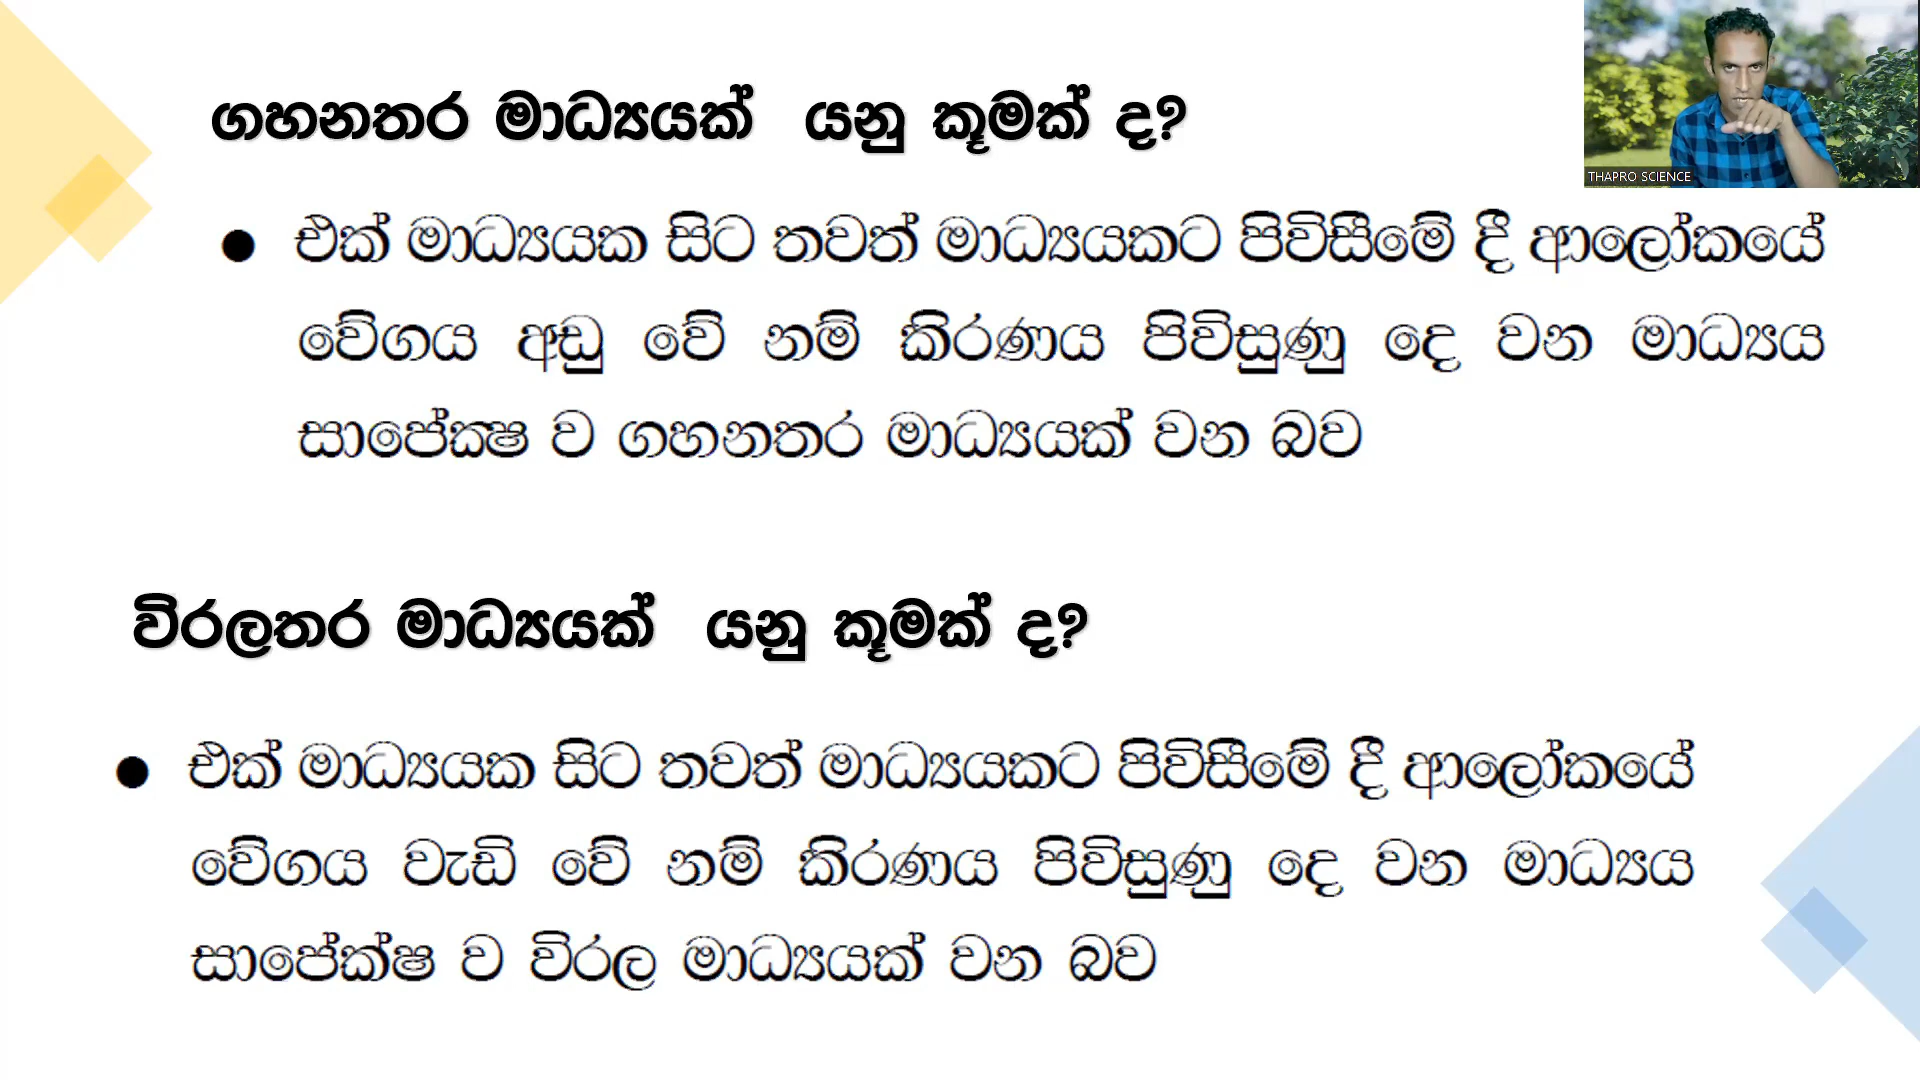 ගහනතර මාධ්‍යයක් යනු කූමක් ද?
THAPRO SCIENCE
● එක් මාධ්‍යයක සිට තවත් මාධ්‍යයකට පිවිසීමේ දී ආලෝකයේ
වේගය අඩු වේ නම් කිරණය පිවිසුණු දෙ වන මාධ්‍යය
සාපේක්‍ෂ ව ගහනතර මාධ්‍යයක් වන බව
විරලතර මාධ්‍යයක් යනු කූමක් ද?
● එක් මාධ්‍යයක සිට තවත් මාධ්‍යයකට පිවිසීමේ දී ආලෝකයේ
වේගය වැඩි වේ නම් කිරණය පිවිසුණු දෙ වන මාධ්‍යය
සාපේක්ෂ ව විරල මාධ්‍යයක් වන බව